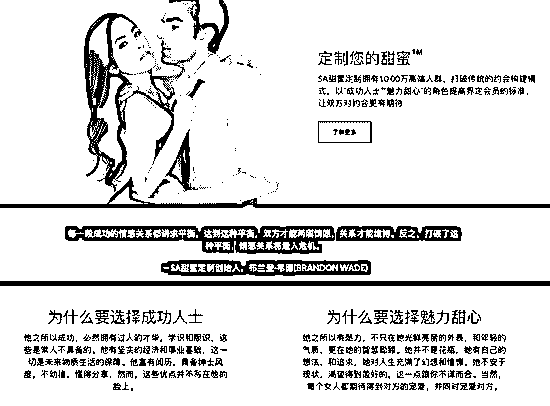 定制您的甜蜜™
SA甜蜜定制拥有1000万高端人群，打破传统的约会构建模
式，以“成功人士”“魅力甜心”的角色提高界定会员的标准，
让双方对约会更有期待
了解更多
每一段成功的情感关系都讲求平衡，达到这种平衡，双方才能两情愉悦，关系才能维持，反之，打破了这
种平衡，情感关系将陷入危机。
– SA甜蜜定制创始人，布兰登·韦德(BRANDON WADE)
为什么要选择成功人士
为什么要选择魅力甜心
他之所以成功，必然拥有过人的才华，学识和眼识，这
些是常人不具备的。他有坚实的经济和事业基础，这一
切是未来物质生活的保障。他富有阅历，具备绅士风
度，不幼稚，懂得分享，然而，这些优点并不写在他的
脸上。
她之所以有魅力，不只在她光鲜亮丽的外表，和年轻的
气质，更在她的智慧聪颖。她并不是花瓶，她有自己的
想法，和追求，她对人生充满了幻想和憧憬。她不安于
现状，渴望得到最好的，这一点跟你不谋而合。当然，
每个女人都期待得到对方的宠爱，并同时宠爱对方。